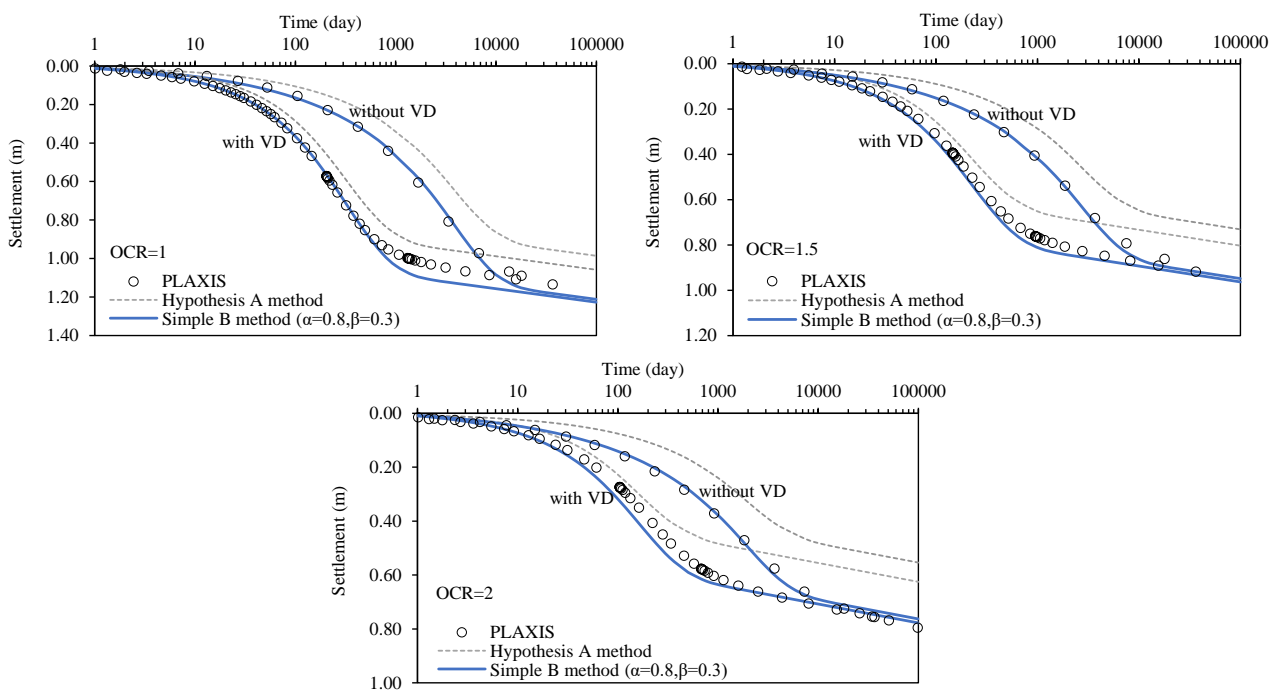 Time (day)
1 10 100 1000 10000 100000
0.00
0.20
0.40
0.60
0.80
1.00
1.20
1.40
Settlement (m)
without VD
with VD
OCR=1
PLAXIS
Hypothesis A method
Simple B method (α=0.8,β=0.3)
Time (day)
1 10 100 1000 10000 100000
0.00
0.20
0.40
0.60
0.80
1.00
1.20
Settlement (m)
without VD
with VD
OCR=1.5
PLAXIS
Hypothesis A method
Simple B method (α=0.8,β=0.3)
Time (day)
1 10 100 1000 10000 100000
0.00
0.20
0.40
0.60
0.80
1.00
Settlement (m)
with VD
without VD
OCR=2
PLAXIS
Hypothesis A method
Simple B method (α=0.8,β=0.3)